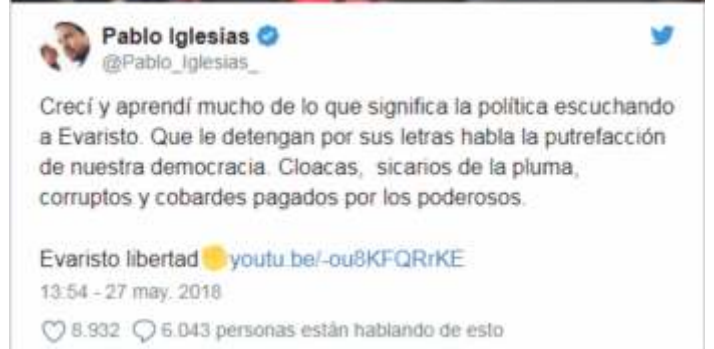 Pablo Iglesias
@Pablo_Iglesias_
Crecí y aprendí mucho de lo que significa la política escuchando
a Evaristo. Que le detengan por sus letras habla la putrefacción
de nuestra democracia. Cloacas, sicarios de la pluma,
corruptos y cobardes pagados por los poderosos.
Evaristo libertad youtu.be/-ou8KFQRrKE
13:54 - 27 may. 2018
8.932 6.043 personas están hablando de esto